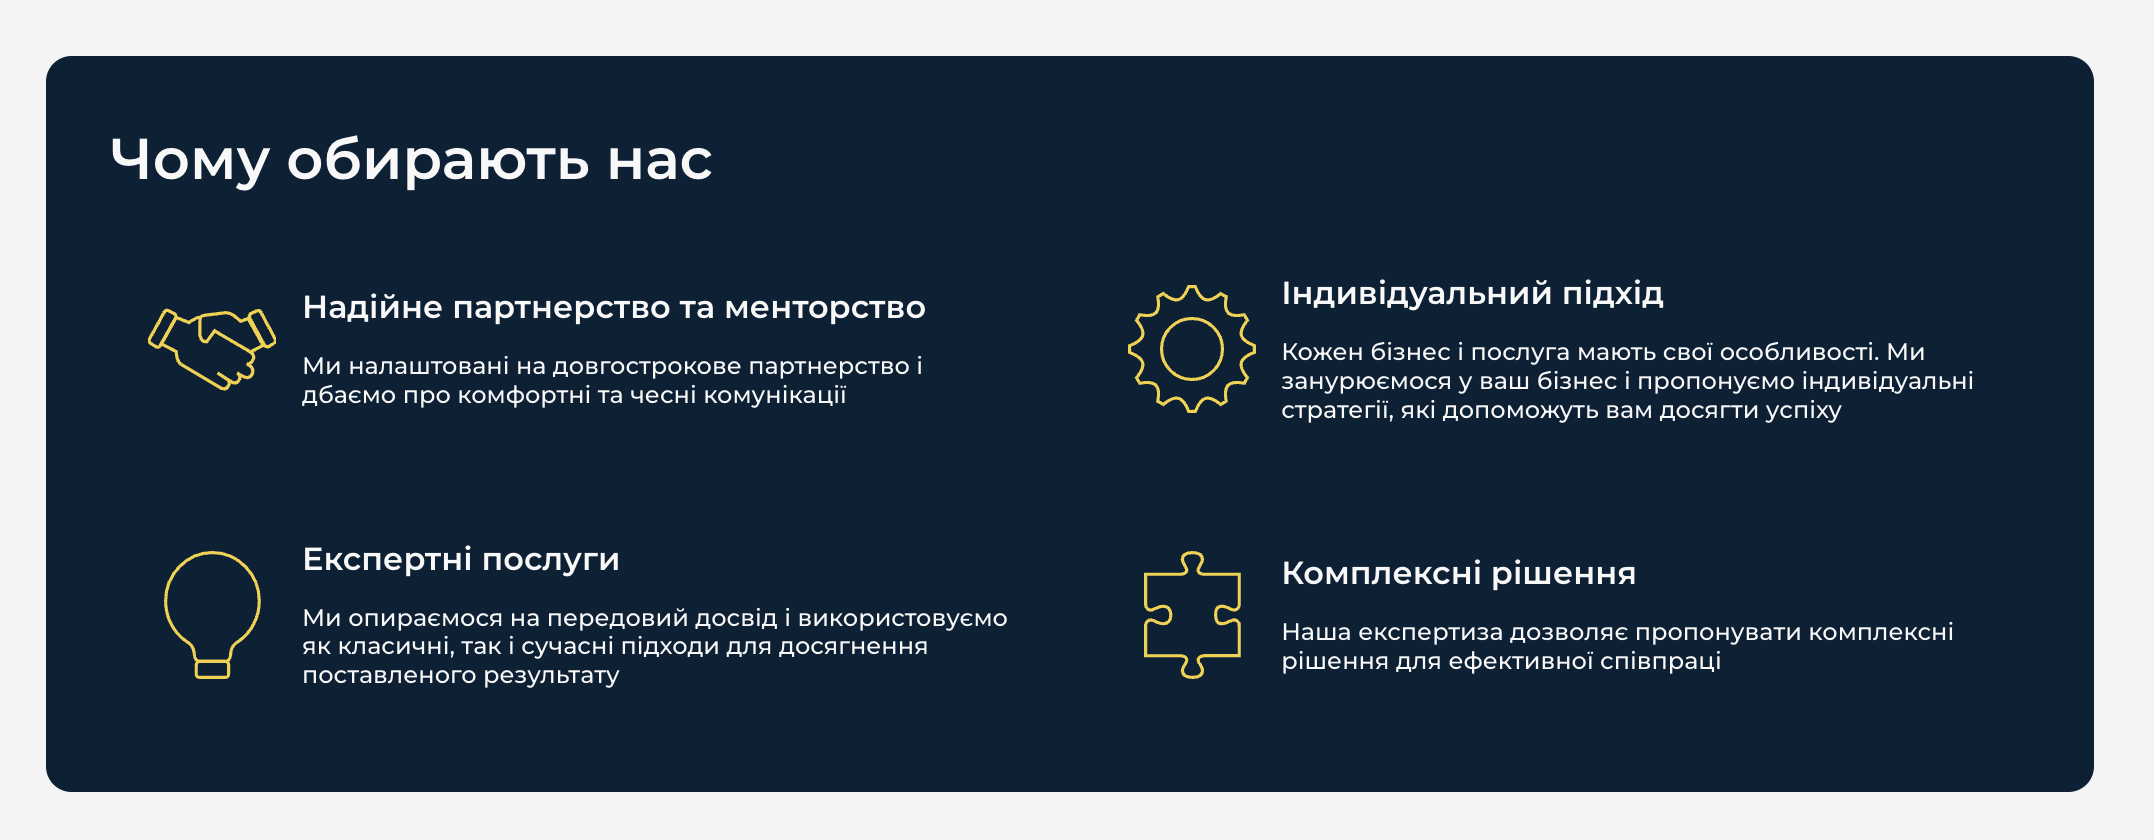 Чому обирають нас
Надійне партнерство та менторство
Ми налаштовані на довгострокове партнерство і
дбаємо про комфортні та чесні комунікації
Індивідуальний підхід
Кожен бізнес і послуга мають свої особливості. Ми
занурюємося у ваш бізнес і пропонуємо індивідуальні
стратегії, які допоможуть вам досягти успіху
Експертні послуги
Ми опираємося на передовий досвід і використовуємо
як класичні, так і сучасні підходи для досягнення
поставленого результату
Комплексні рішення
Наша експертиза дозволяє пропонувати комплексні
рішення для ефективної співпраці